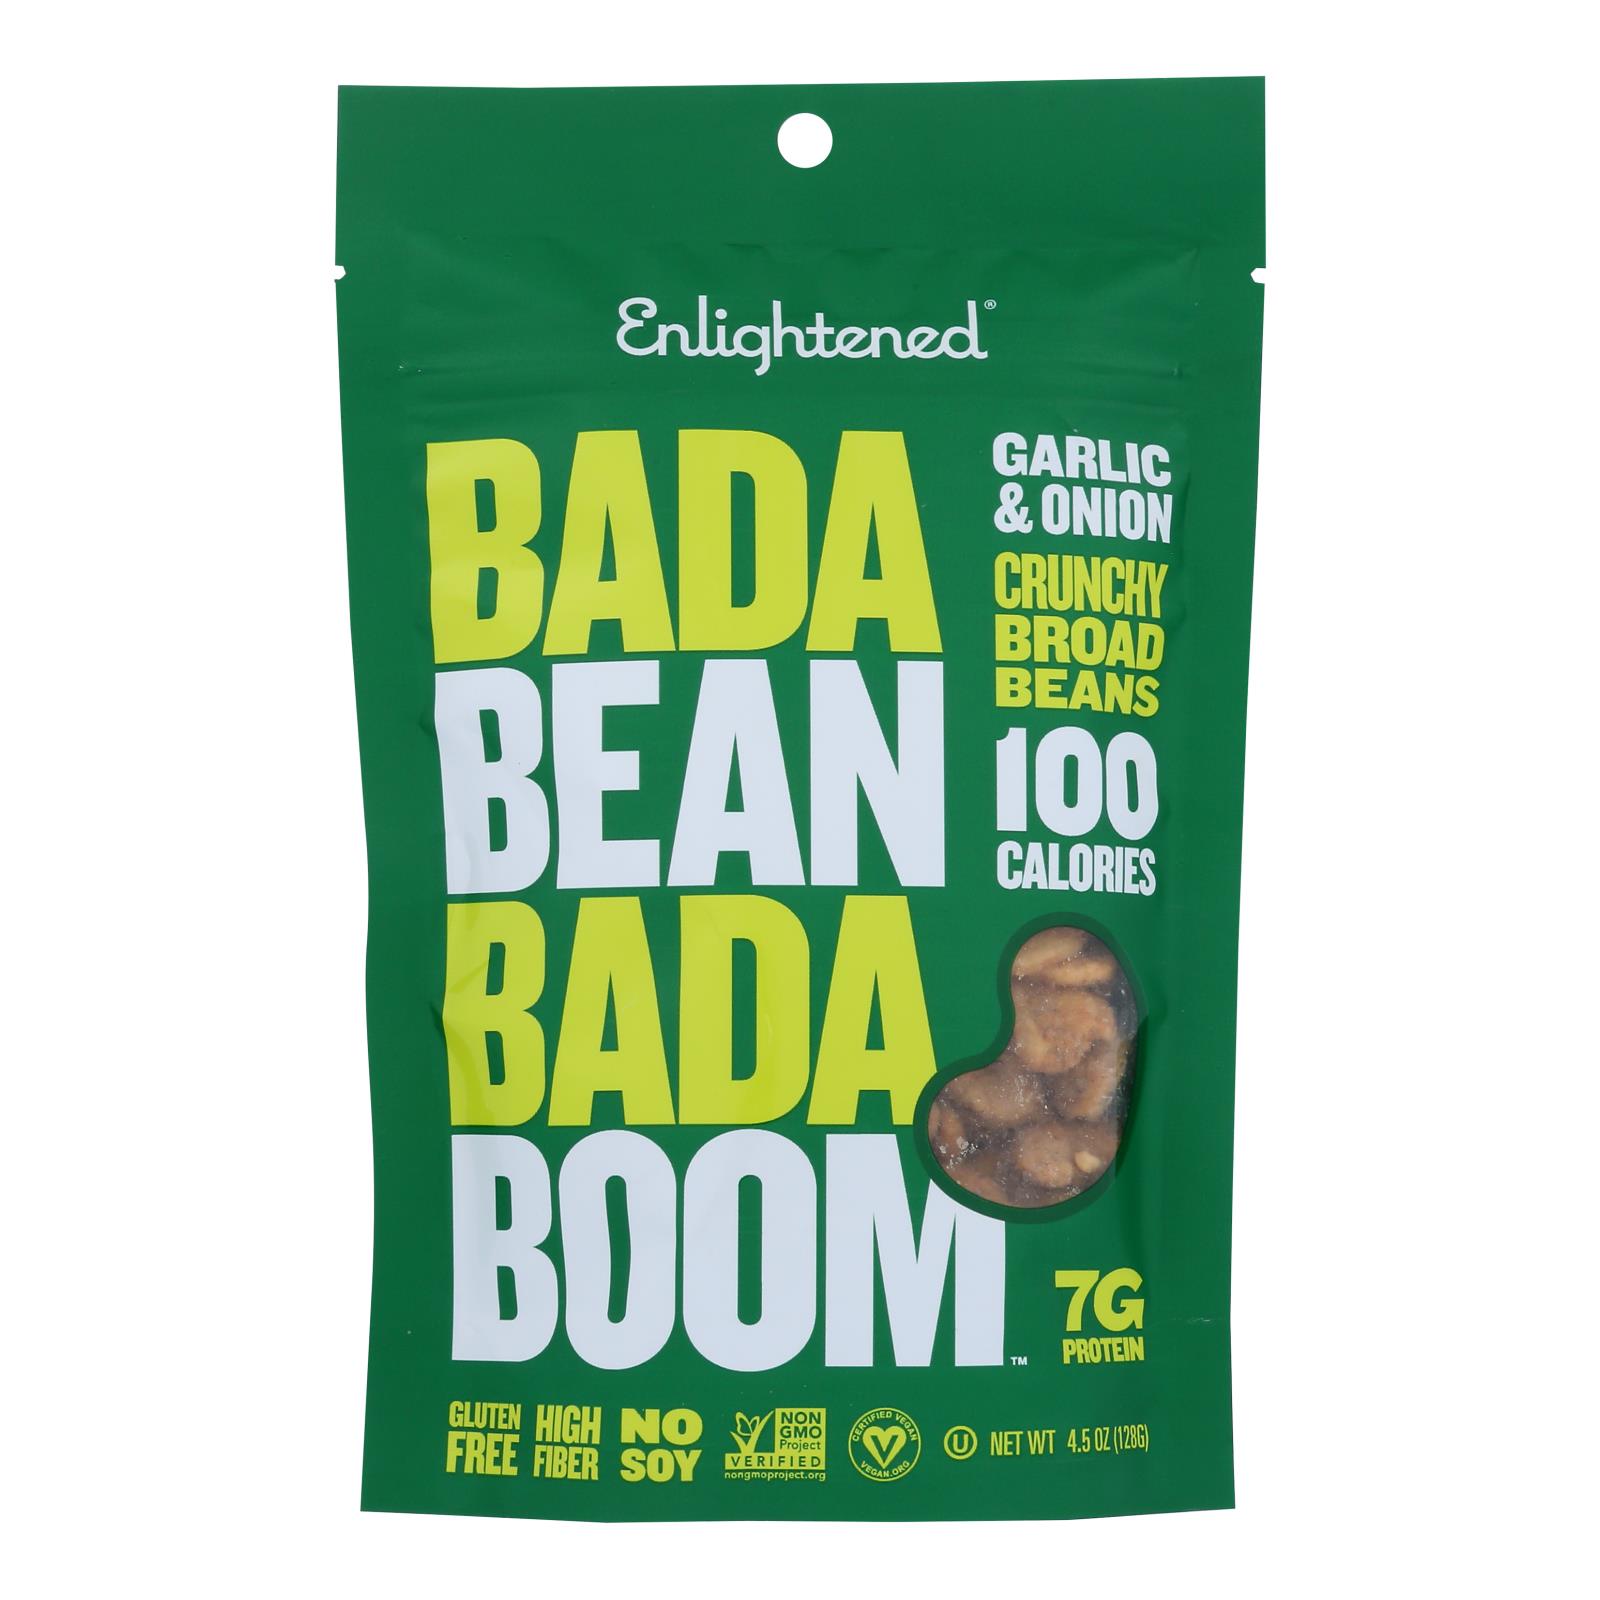 Enlightened®
BADA
BEAN
BADA
BOOM™
GARLIC
& ONION
CRUNCHY
BROAD
BEANS
100
CALORIES
7G
PROTEIN
GLUTEN
FREE
HIGH
FIBER
NO
SOY
NON
GMO
Project
VERIFIED
nongmoproject.org
CERTIFIED VEGAN
V
VEGAN.ORG
U
NET WT 4.5 OZ (128G)